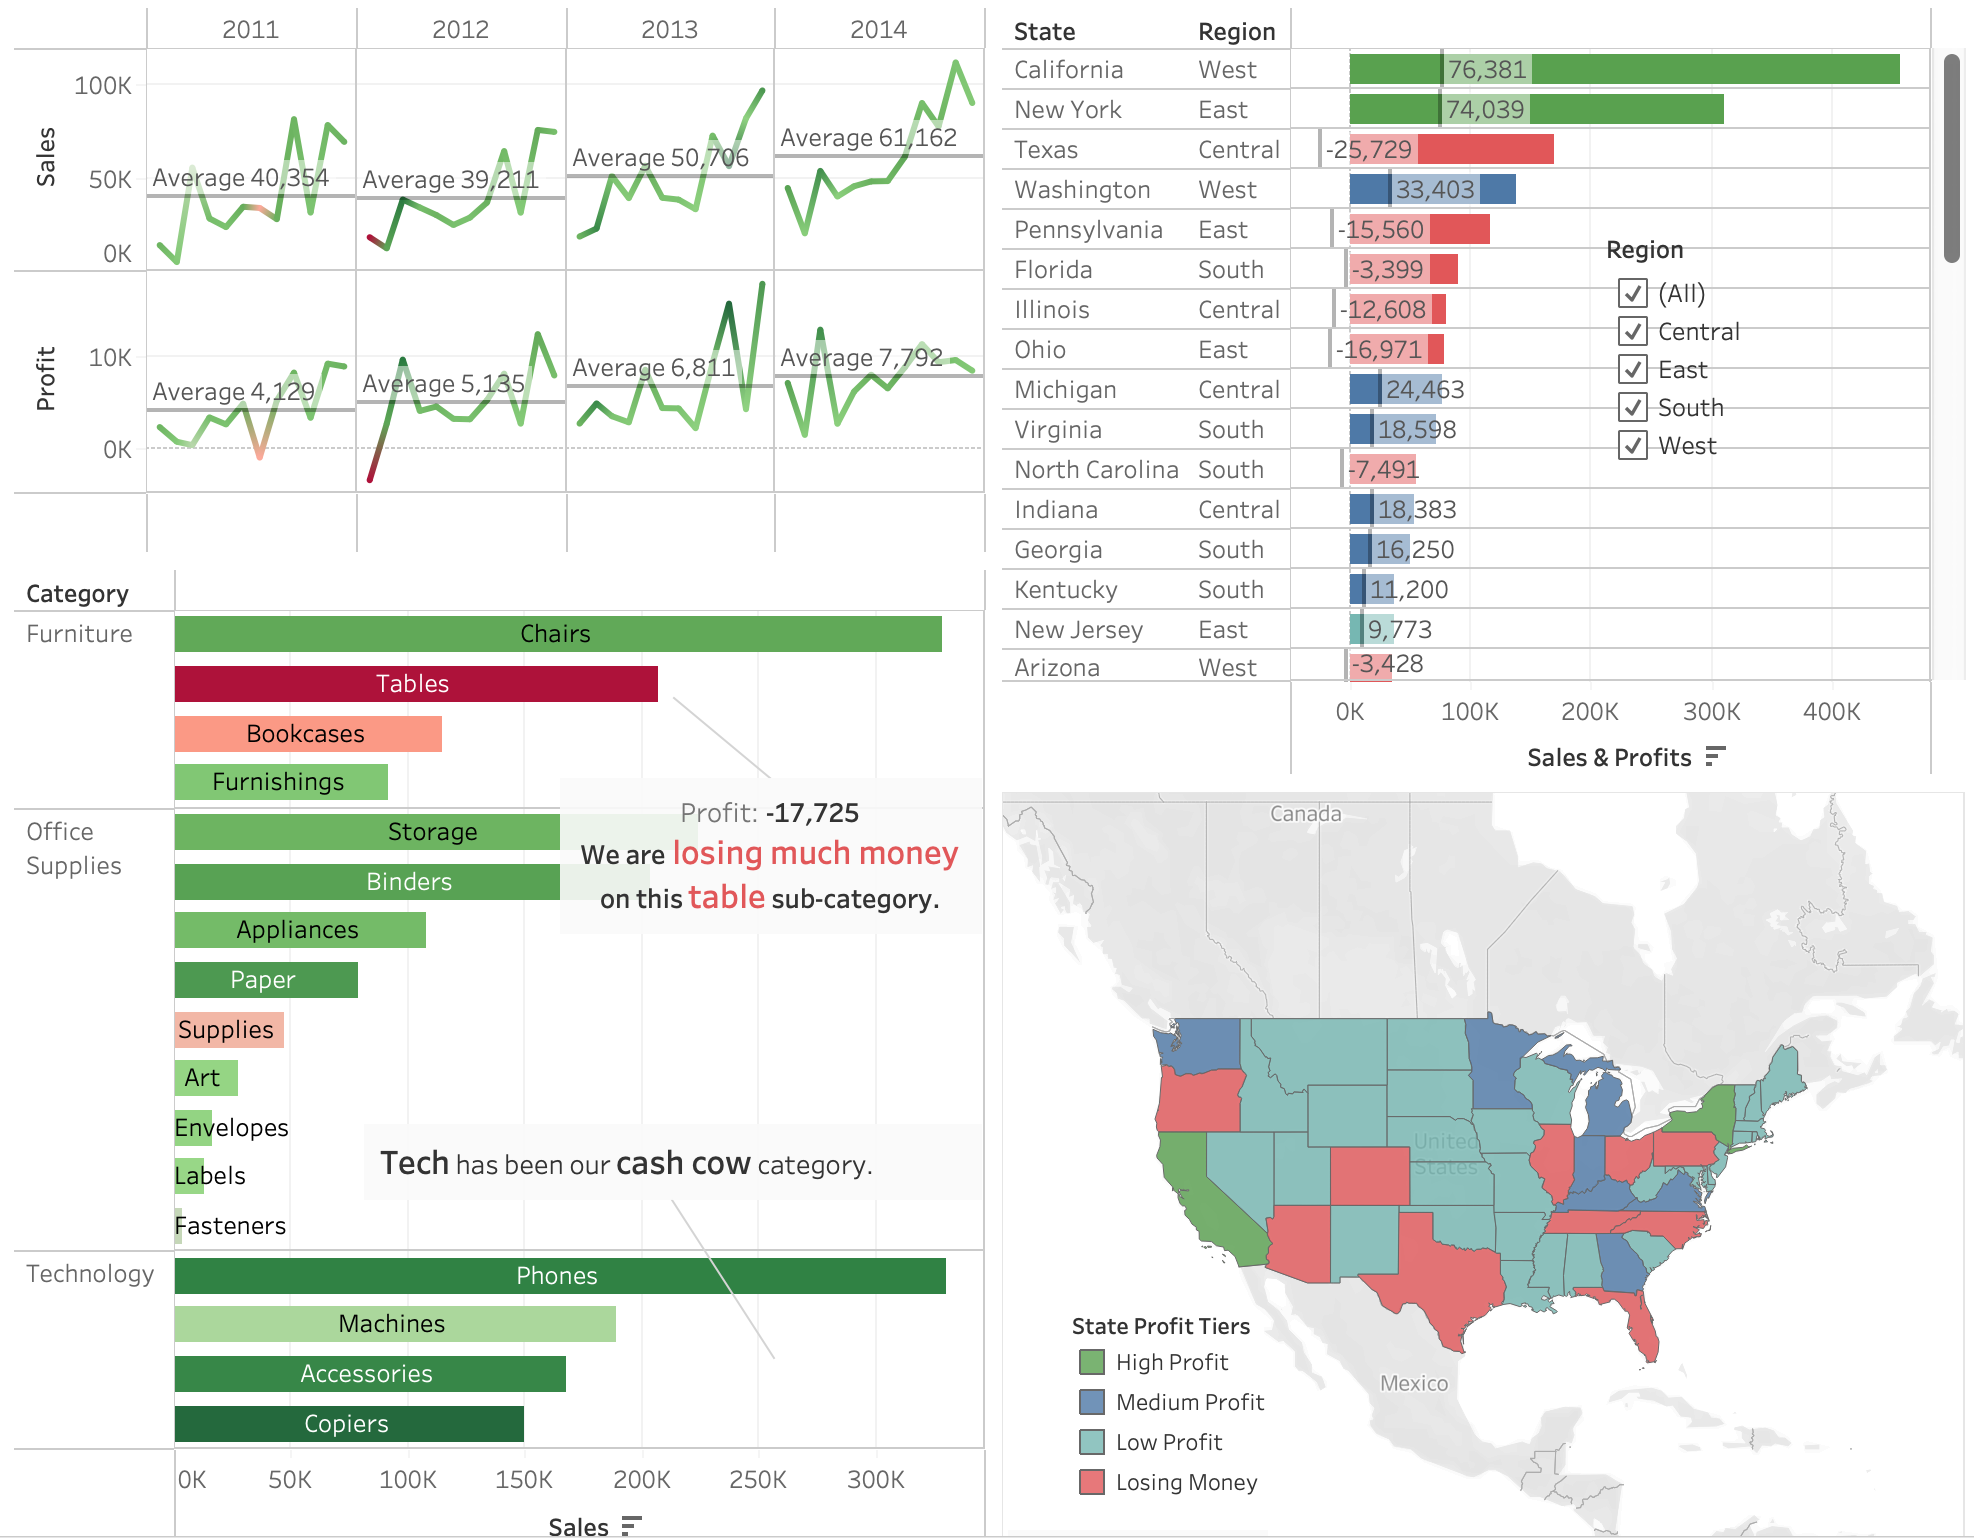 2011 2012 2013 2014
Sales
100K
50K
0K
Average 40,354
Average 39,211
Average 50,706
Average 61,162
Profit
10K
0K
Average 4,129
Average 5,135
Average 6,811
Average 7,792
Category
Furniture
Chairs
Tables
Bookcases
Furnishings
Office
Supplies
Storage
Binders
Appliances
Paper
Supplies
Art
Envelopes
Labels
Fasteners
Technology
Phones
Machines
Accessories
Copiers
Profit: -17,725
We are losing much money
on this table sub-category.
Tech has been our cash cow category.
0K 50K 100K 150K 200K 250K 300K
Sales
State Region
California West 76,381
New York East 74,039
Texas Central -25,729
Washington West 33,403
Pennsylvania East -15,560
Florida South -3,399
Illinois Central -12,608
Ohio East -16,971
Michigan Central 24,463
Virginia South 18,598
North Carolina South -7,491
Indiana Central 18,383
Georgia South 16,250
Kentucky South 11,200
New Jersey East 9,773
Arizona West -3,428
0K 100K 200K 300K 400K
Sales & Profits
Region
(All)
Central
East
South
West
Canada
United
States
Mexico
State Profit Tiers
High Profit
Medium Profit
Low Profit
Losing Money